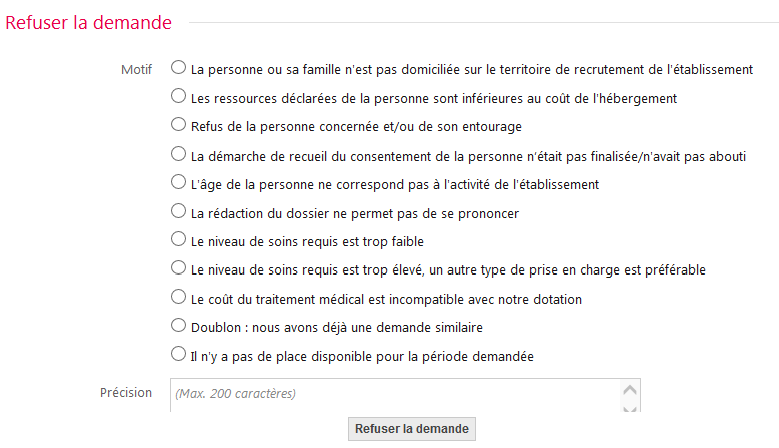 Refuser la demande
Motif
La personne ou sa famille n'est pas domiciliée sur le territoire de recrutement de l'établissement
Les ressources déclarées de la personne sont inférieures au coût de l'hébergement
Refus de la personne concernée et/ou de son entourage
La démarche de recueil du consentement de la personne n'était pas finalisée/n'avait pas abouti
L'âge de la personne ne correspond pas à l'activité de l'établissement
La rédaction du dossier ne permet pas de se prononcer
Le niveau de soins requis est trop faible
Le niveau de soins requis est trop élevé, un autre type de prise en charge est préférable
Le coût du traitement médical est incompatible avec notre dotation
Doublon : nous avons déjà une demande similaire
Il n'y a pas de place disponible pour la période demandée
Précision
(Max. 200 caractères)
Refuser la demande